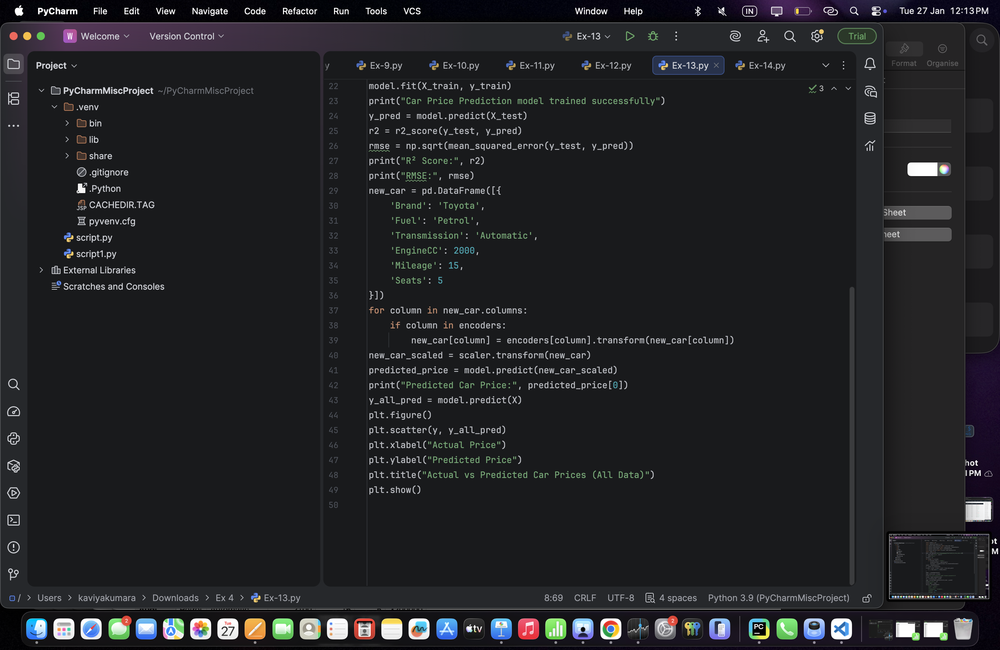 PyCharm File Edit View Navigate Code Refactor Run Tools VCS Window Help IN Tue 27 Jan 12:13 PM
W Welcome Version Control Ex-13 Trial
Format Organise
Project
y Ex-9.py Ex-10.py Ex-11.py Ex-12.py Ex-13.py Ex-14.py
PyCharmMiscProject ~/PyCharmMiscProject
.venv
bin
lib
share
.gitignore
.Python
JSP CACHEDIR.TAG
pyvenv.cfg
script.py
script1.py
External Libraries
Scratches and Consoles
3
22 model.fit(X_train, y_train)
23 print("Car Price Prediction model trained successfully")
24 y_pred = model.predict(X_test)
25 r2 = r2_score(y_test, y_pred)
26 rmse = np.sqrt(mean_squared_error(y_test, y_pred))
27 print("R² Score:", r2)
28 print("RMSE:", rmse)
29 new_car = pd.DataFrame([{
30     'Brand': 'Toyota',
31     'Fuel': 'Petrol',
32     'Transmission': 'Automatic',
33     'EngineCC': 2000,
34     'Mileage': 15,
35     'Seats': 5
36 }])
37 for column in new_car.columns:
38     if column in encoders:
39         new_car[column] = encoders[column].transform(new_car[column])
40 new_car_scaled = scaler.transform(new_car)
41 predicted_price = model.predict(new_car_scaled)
42 print("Predicted Car Price:", predicted_price[0])
43 y_all_pred = model.predict(X)
44 plt.figure()
45 plt.scatter(y, y_all_pred)
46 plt.xlabel("Actual Price")
47 plt.ylabel("Predicted Price")
48 plt.title("Actual vs Predicted Car Prices (All Data)")
49 plt.show()
50
Sheet
heet
hot
1 PM
ot
M
/ > Users > kaviyakumara > Downloads > Ex 4 > Ex-13.py 8:69 CRLF UTF-8 4 spaces Python 3.9 (PyCharmMiscProject)
2 Tue 27 tv 2 PC